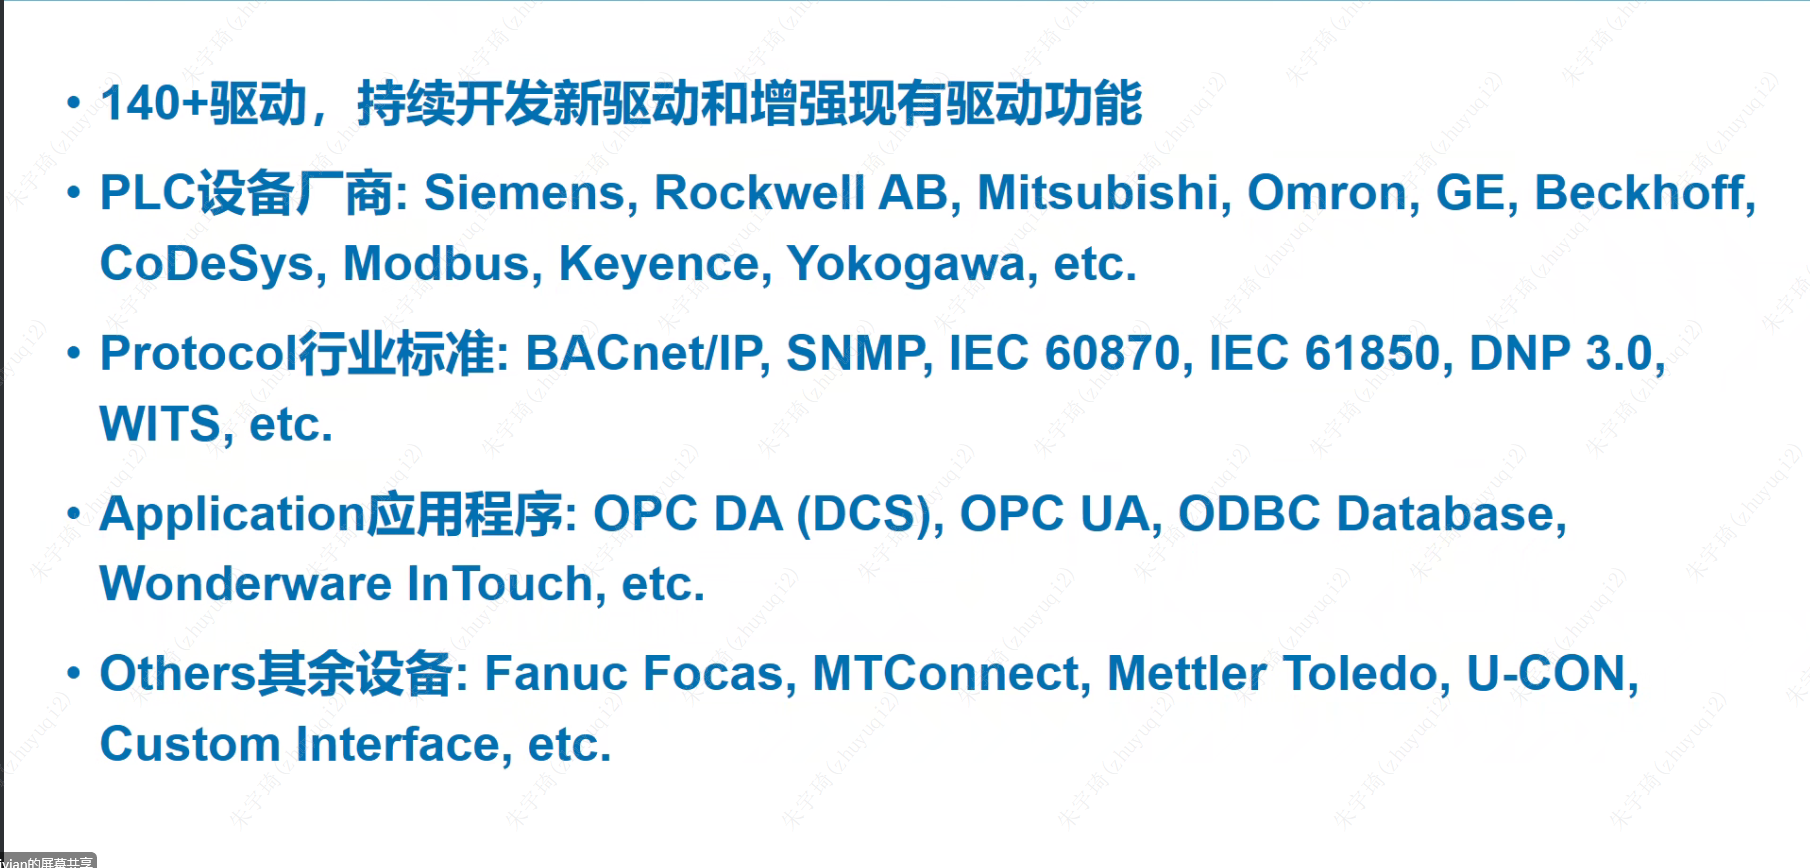 • 140+驱动，持续开发新驱动和增强现有驱动功能
• PLC设备厂商: Siemens, Rockwell AB, Mitsubishi, Omron, GE, Beckhoff,
CoDeSys, Modbus, Keyence, Yokogawa, etc.
• Protocol行业标准: BACnet/IP, SNMP, IEC 60870, IEC 61850, DNP 3.0,
WITS, etc.
• Application应用程序: OPC DA (DCS), OPC UA, ODBC Database,
Wonderware InTouch, etc.
• Others其余设备: Fanuc Focas, MTConnect, Mettler Toledo, U-CON,
Custom Interface, etc.
朱宇琦(zhuyuqi2)
的屏幕共享